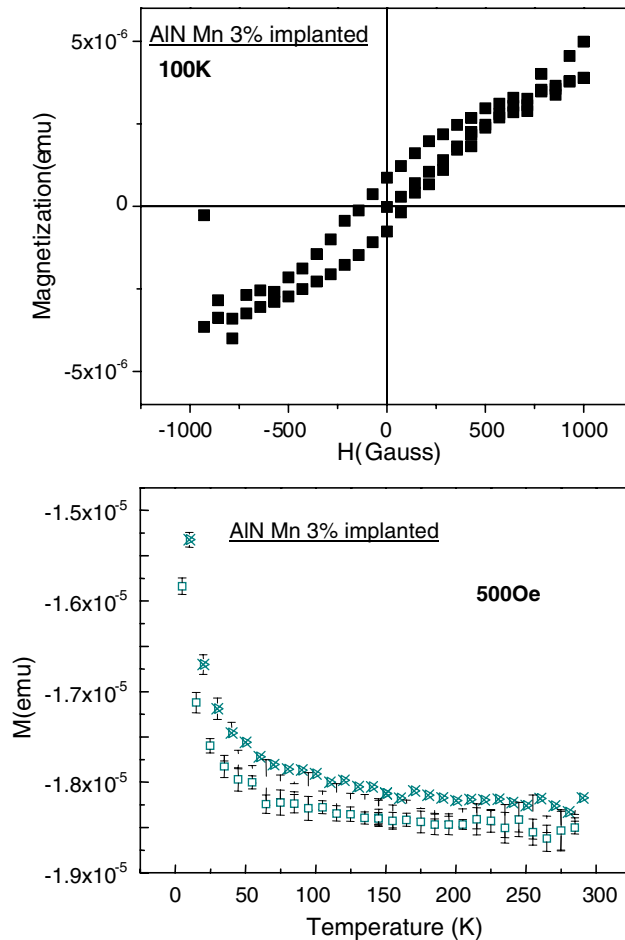 AlN Mn 3% implanted
100K
5x10⁻⁶
0
-5x10⁻⁶
Magnetization(emu)
-1000 -500 0 500 1000
H(Gauss)
AlN Mn 3% implanted
500Oe
-1.5x10⁻⁵
-1.6x10⁻⁵
-1.7x10⁻⁵
-1.8x10⁻⁵
-1.9x10⁻⁵
M(emu)
0 50 100 150 200 250 300
Temperature (K)